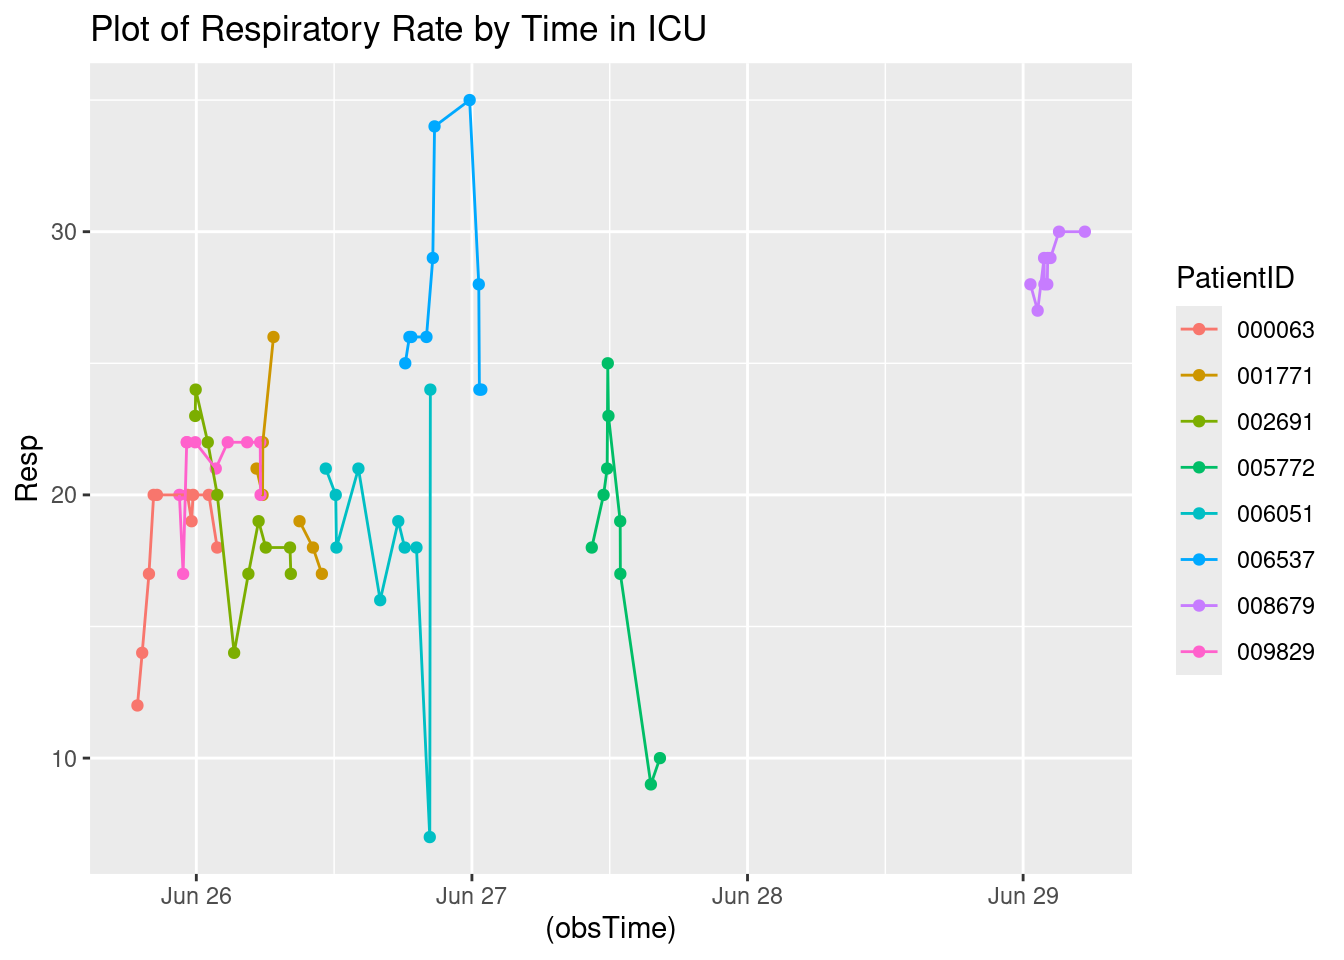 Plot of Respiratory Rate by Time in ICU
Resp
30
20
10
Jun 26
Jun 27
Jun 28
Jun 29
(obsTime)
PatientID
000063
001771
002691
005772
006051
006537
008679
009829